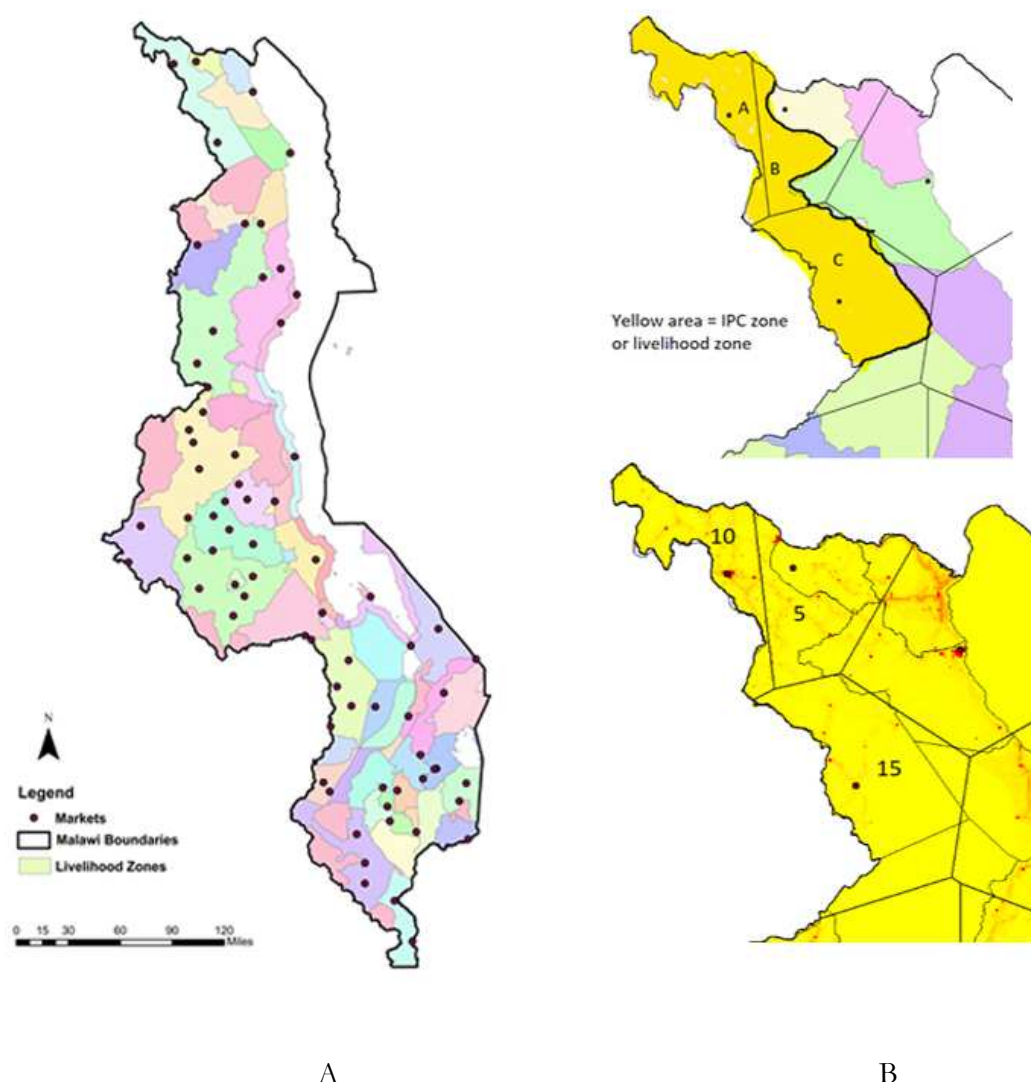 N
Legend
Markets
Malawi Boundaries
Livelihood Zones
0 15 30 60 90 120
Miles
A
A
B
C
Yellow area = IPC zone
or livelihood zone
10
5
15
B